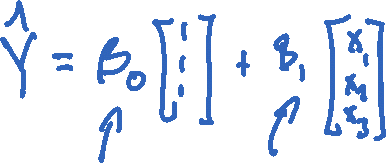 Ŷ = β₀ [1 1 1] + β₁ [x₁ x₂ x₃]